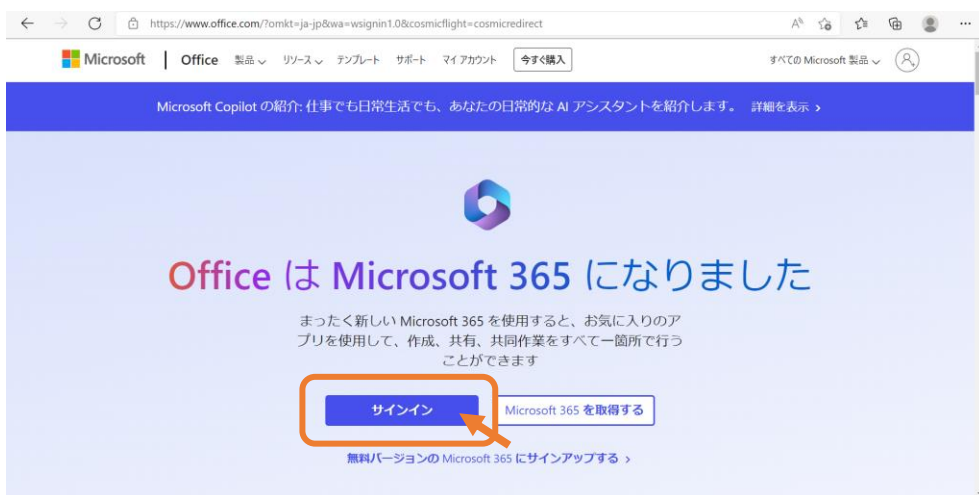 https://www.office.com/?omkt=ja-jp&wa=wsignin1.0&cosmicflight=cosmicredirect
Microsoft | Office 製品 リソース テンプレート サポート マイ アカウント 今すぐ購入 すべての Microsoft 製品
Microsoft Copilot の紹介: 仕事でも日常生活でも、あなたの日常的な AI アシスタントを紹介します。 詳細を表示 >
Office は Microsoft 365 になりました
まったく新しい Microsoft 365 を使用すると、お気に入りのア
プリを使用して、作成、共有、共同作業をすべて一箇所で行う
ことができます
サインイン Microsoft 365 を取得する
無料バージョンの Microsoft 365 にサインアップする >